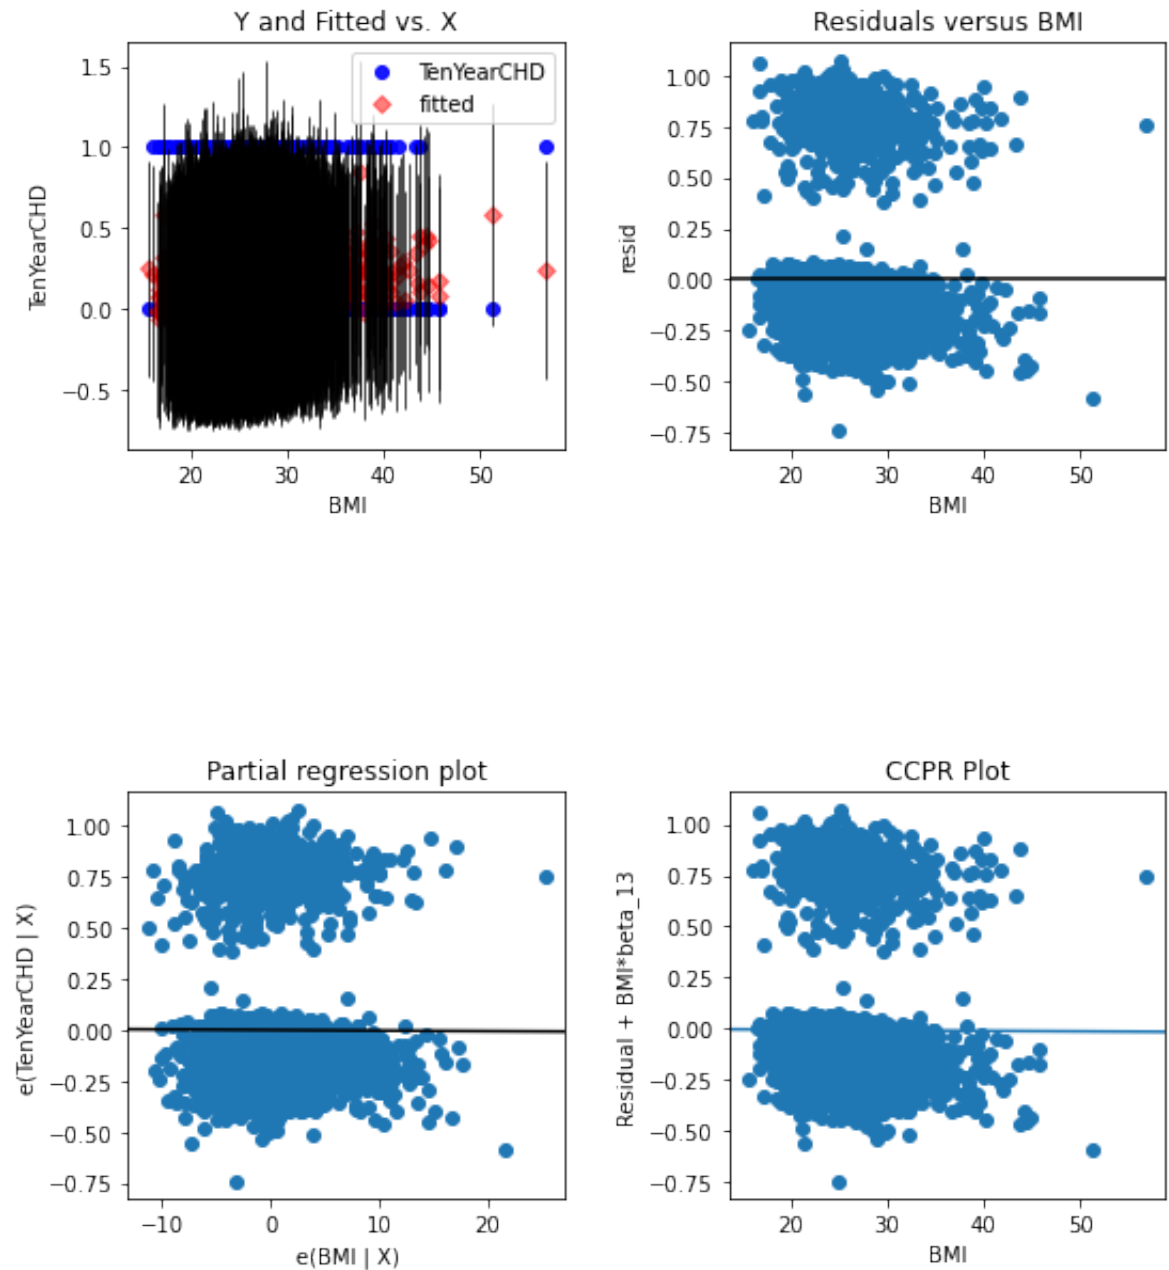 Y and Fitted vs. X
TenYearCHD
fitted
1.5
1.0
0.5
0.0
−0.5
TenYearCHD
20 30 40 50
BMI
Residuals versus BMI
1.00
0.75
0.50
0.25
0.00
−0.25
−0.50
−0.75
resid
20 30 40 50
BMI
Partial regression plot
1.00
0.75
0.50
0.25
0.00
−0.25
−0.50
−0.75
e(TenYearCHD | X)
−10 0 10 20
e(BMI | X)
CCPR Plot
1.00
0.75
0.50
0.25
0.00
−0.25
−0.50
−0.75
Residual + BMI*beta_13
20 30 40 50
BMI